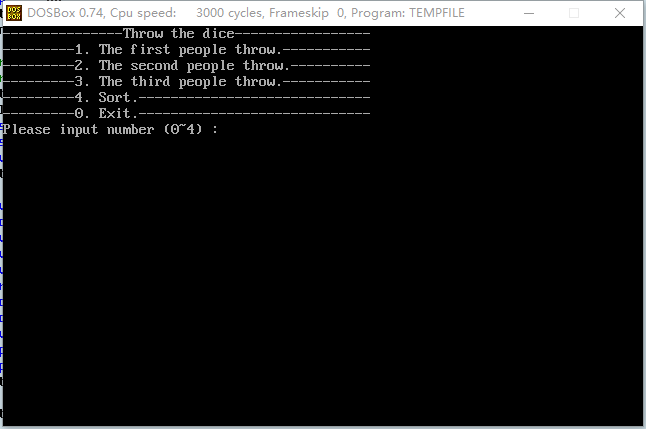 DOS
BOX
DOSBox 0.74, Cpu speed: 3000 cycles, Frameskip 0, Program: TEMPFILE
---------------Throw the dice-----------------
---------1. The first people throw.-----------
---------2. The second people throw.----------
---------3. The third people throw.-----------
---------4. Sort.-----------------------------
---------0. Exit.-----------------------------
Please input number (0~4) :